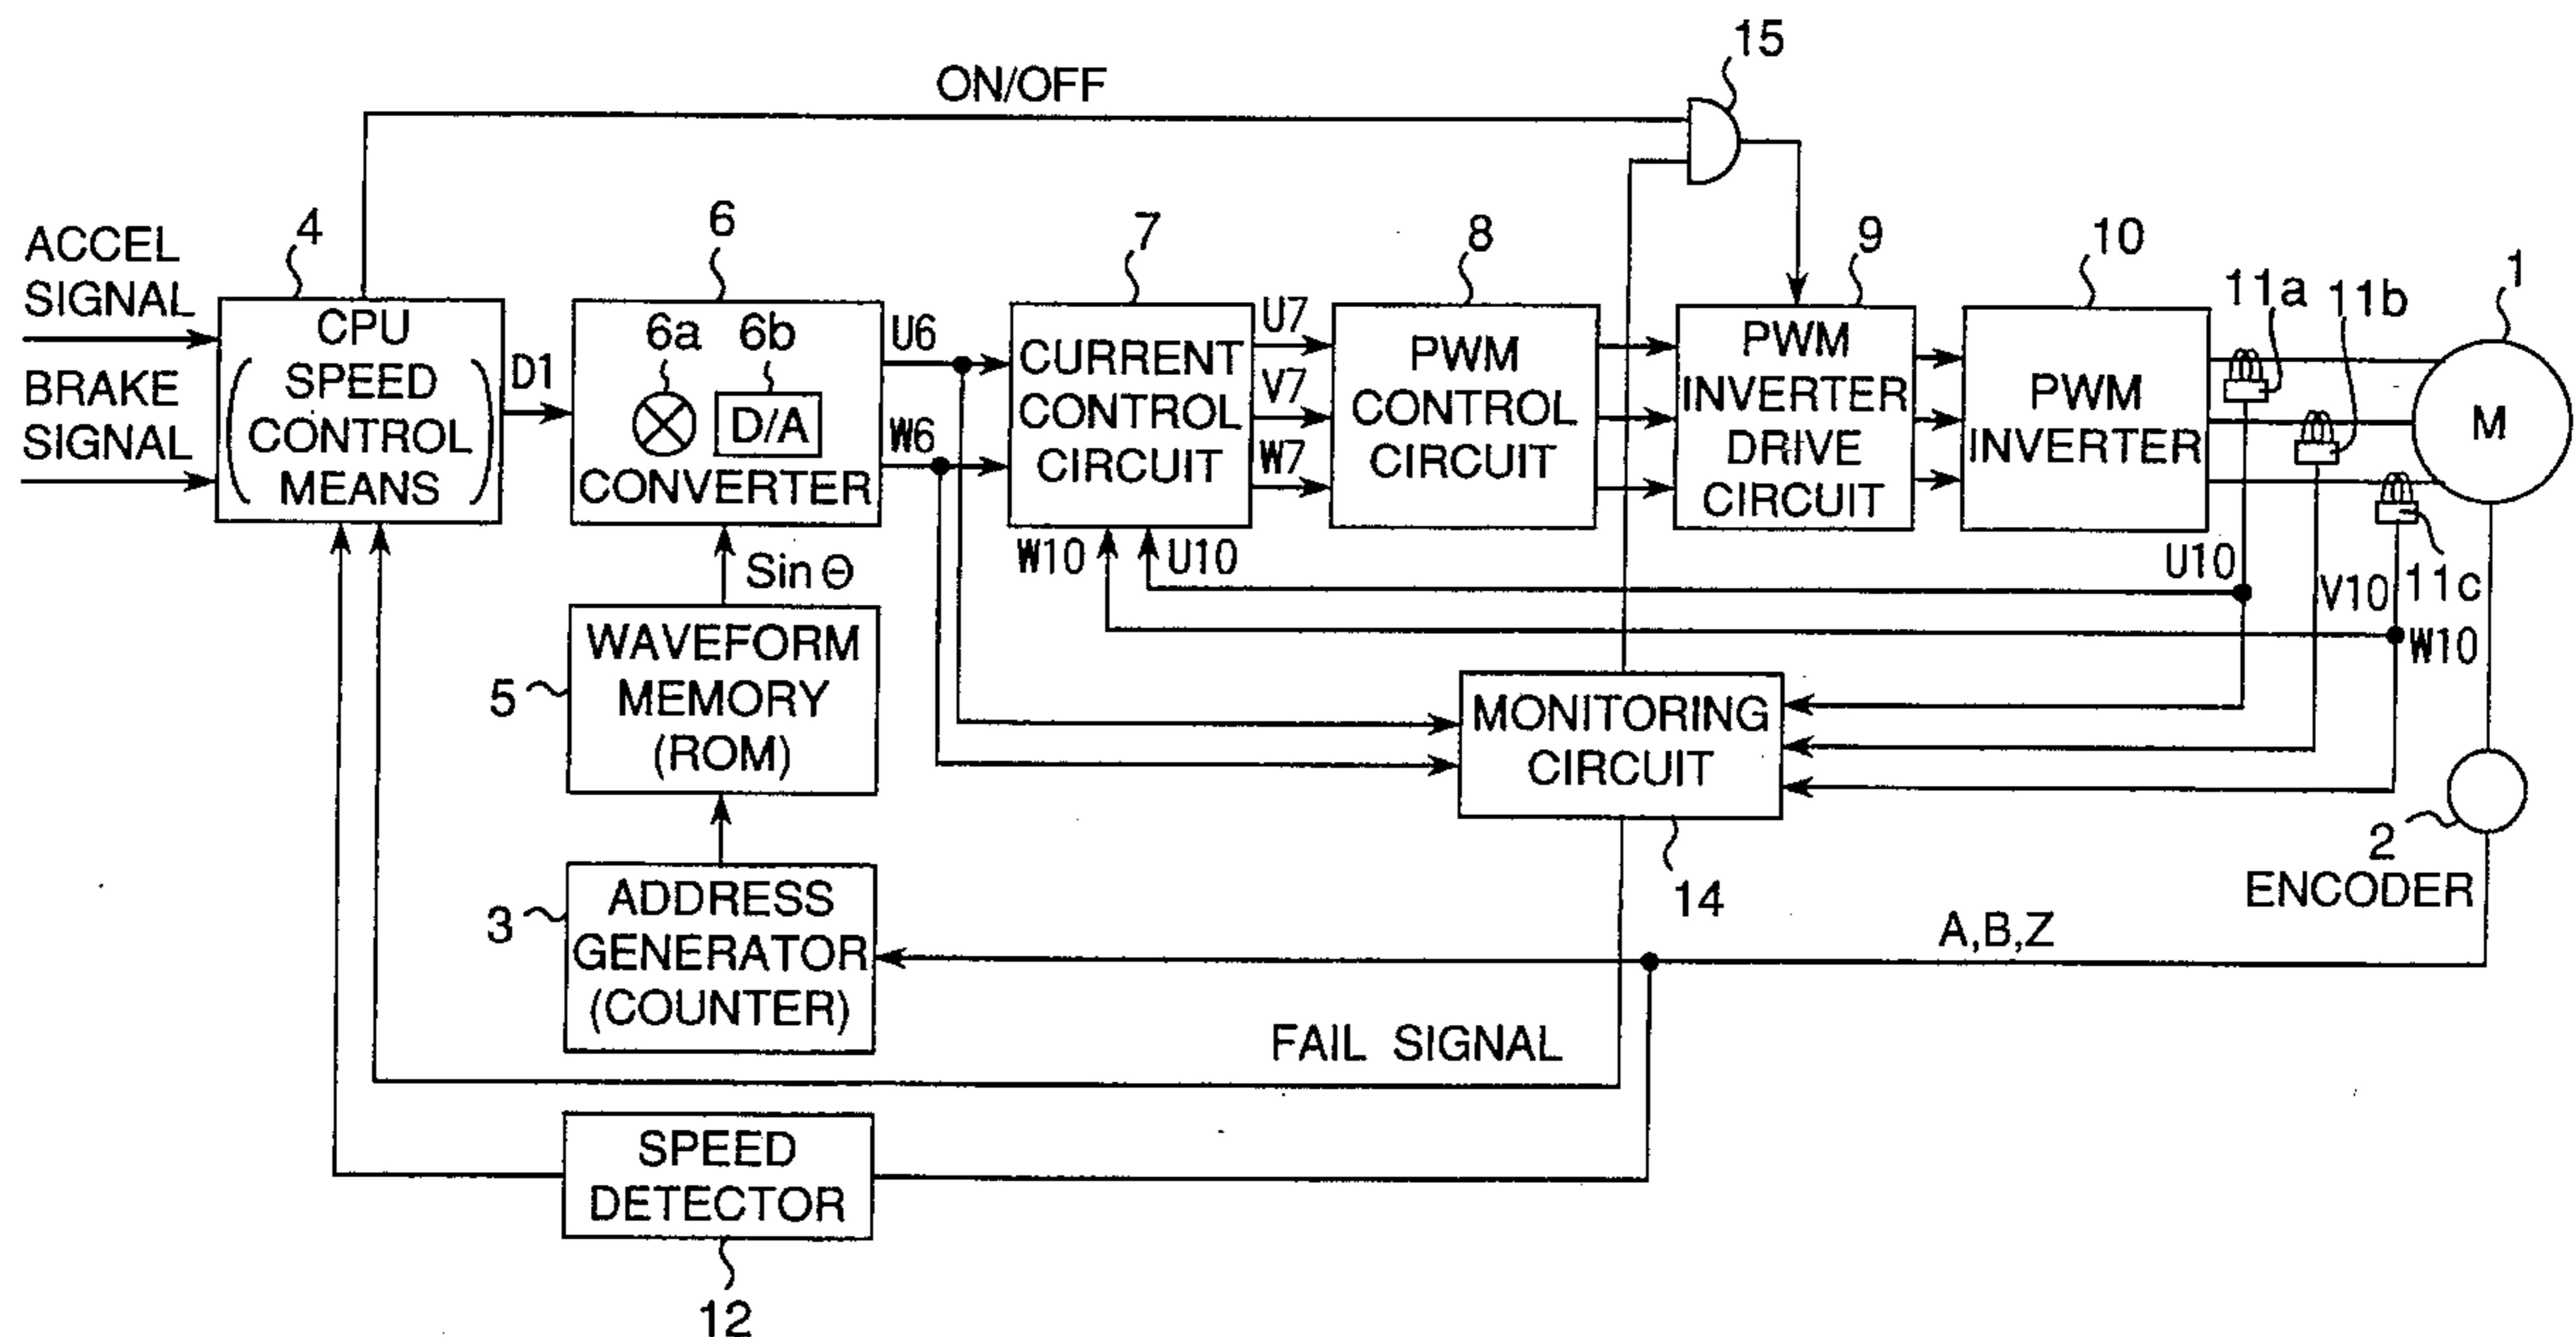 15
ON/OFF
ACCEL
SIGNAL
BRAKE
SIGNAL
4
CPU
SPEED
CONTROL
MEANS
D1
6
6a
6b
D/A
CONVERTER
U6
W6
7
CURRENT
CONTROL
CIRCUIT
U7
V7
W7
8
PWM
CONTROL
CIRCUIT
9
PWM
INVERTER
DRIVE
CIRCUIT
10
PWM
INVERTER
11a
11b
1
M
W10
U10
U10
V10
11c
W10
Sin Θ
5
WAVEFORM
MEMORY
(ROM)
MONITORING
CIRCUIT
14
2
ENCODER
A,B,Z
3
ADDRESS
GENERATOR
(COUNTER)
FAIL SIGNAL
SPEED
DETECTOR
12